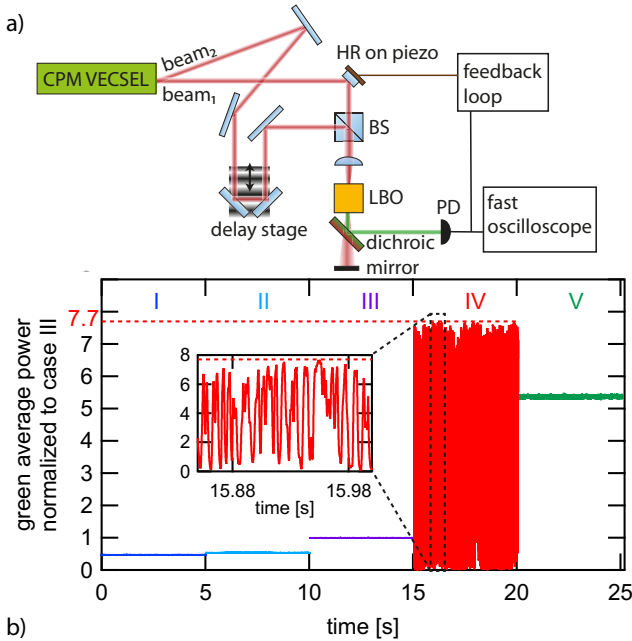 a)
CPM VECSEL
beam₂
beam₁
HR on piezo
feedback
loop
BS
LBO
PD
fast
oscilloscope
delay stage
dichroic
mirror
I
II
III
IV
V
7.7
7
6
5
4
3
2
1
0
green average power
normalized to case III
8
6
4
2
0
15.88
15.98
time [s]
0
5
10
15
20
25
time [s]
b)